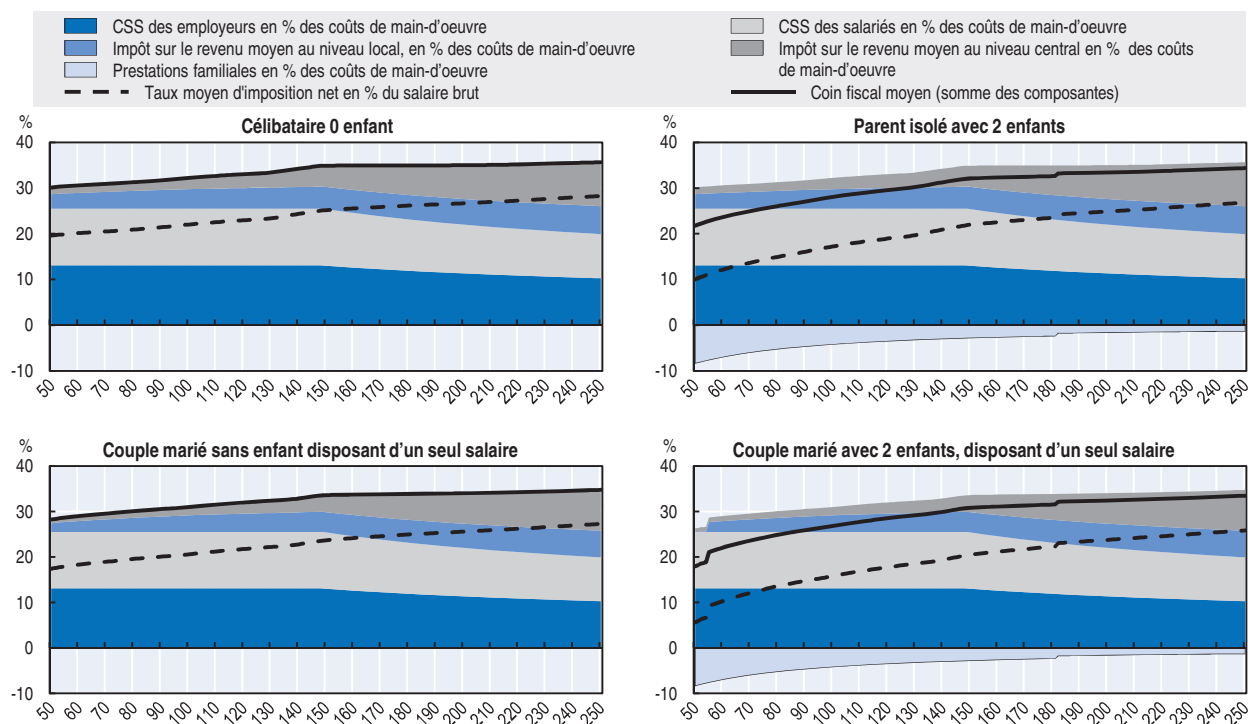 CSS des employeurs en % des coûts de main-d'oeuvre
Impôt sur le revenu moyen au niveau local, en % des coûts de main-d'oeuvre
Prestations familiales en % des coûts de main-d'oeuvre
Taux moyen d'imposition net en % du salaire brut
CSS des salariés en % des coûts de main-d'oeuvre
Impôt sur le revenu moyen au niveau central en % des coûts
de main-d'oeuvre
Coin fiscal moyen (somme des composantes)
%
Célibataire 0 enfant
40
30
20
10
0
-10
50 60 70 80 90 100 110 120 130 140 150 160 170 180 190 200 210 220 230 240 250
%
Parent isolé avec 2 enfants
40
30
20
10
0
-10
50 60 70 80 90 100 110 120 130 140 150 160 170 180 190 200 210 220 230 240 250
%
Couple marié sans enfant disposant d'un seul salaire
40
30
20
10
0
-10
50 60 70 80 90 100 110 120 130 140 150 160 170 180 190 200 210 220 230 240 250
%
Couple marié avec 2 enfants, disposant d'un seul salaire
40
30
20
10
0
-10
50 60 70 80 90 100 110 120 130 140 150 160 170 180 190 200 210 220 230 240 250